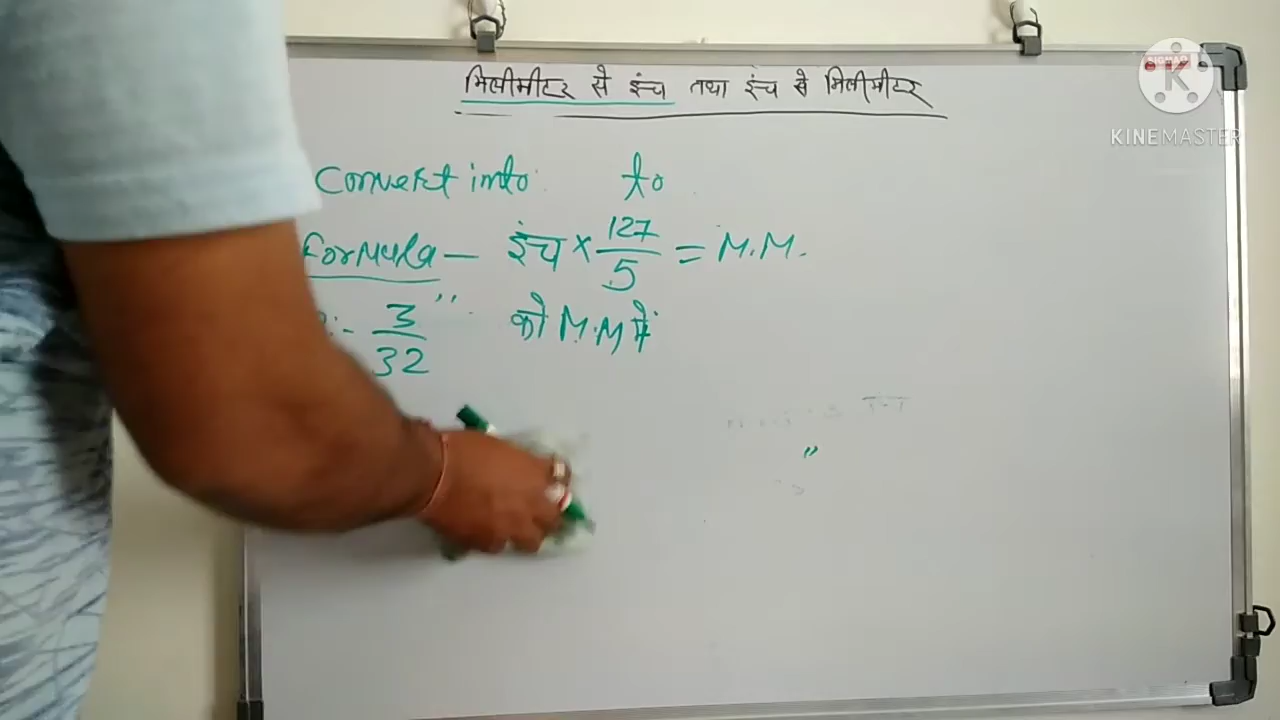 मिलीमीटर से इंच तथा इंच से मिलीमीटर
KINEMASTER
Convert into to
formula — इंच × 127/5 = M.M.
:- 3/32 " को M.M में
"